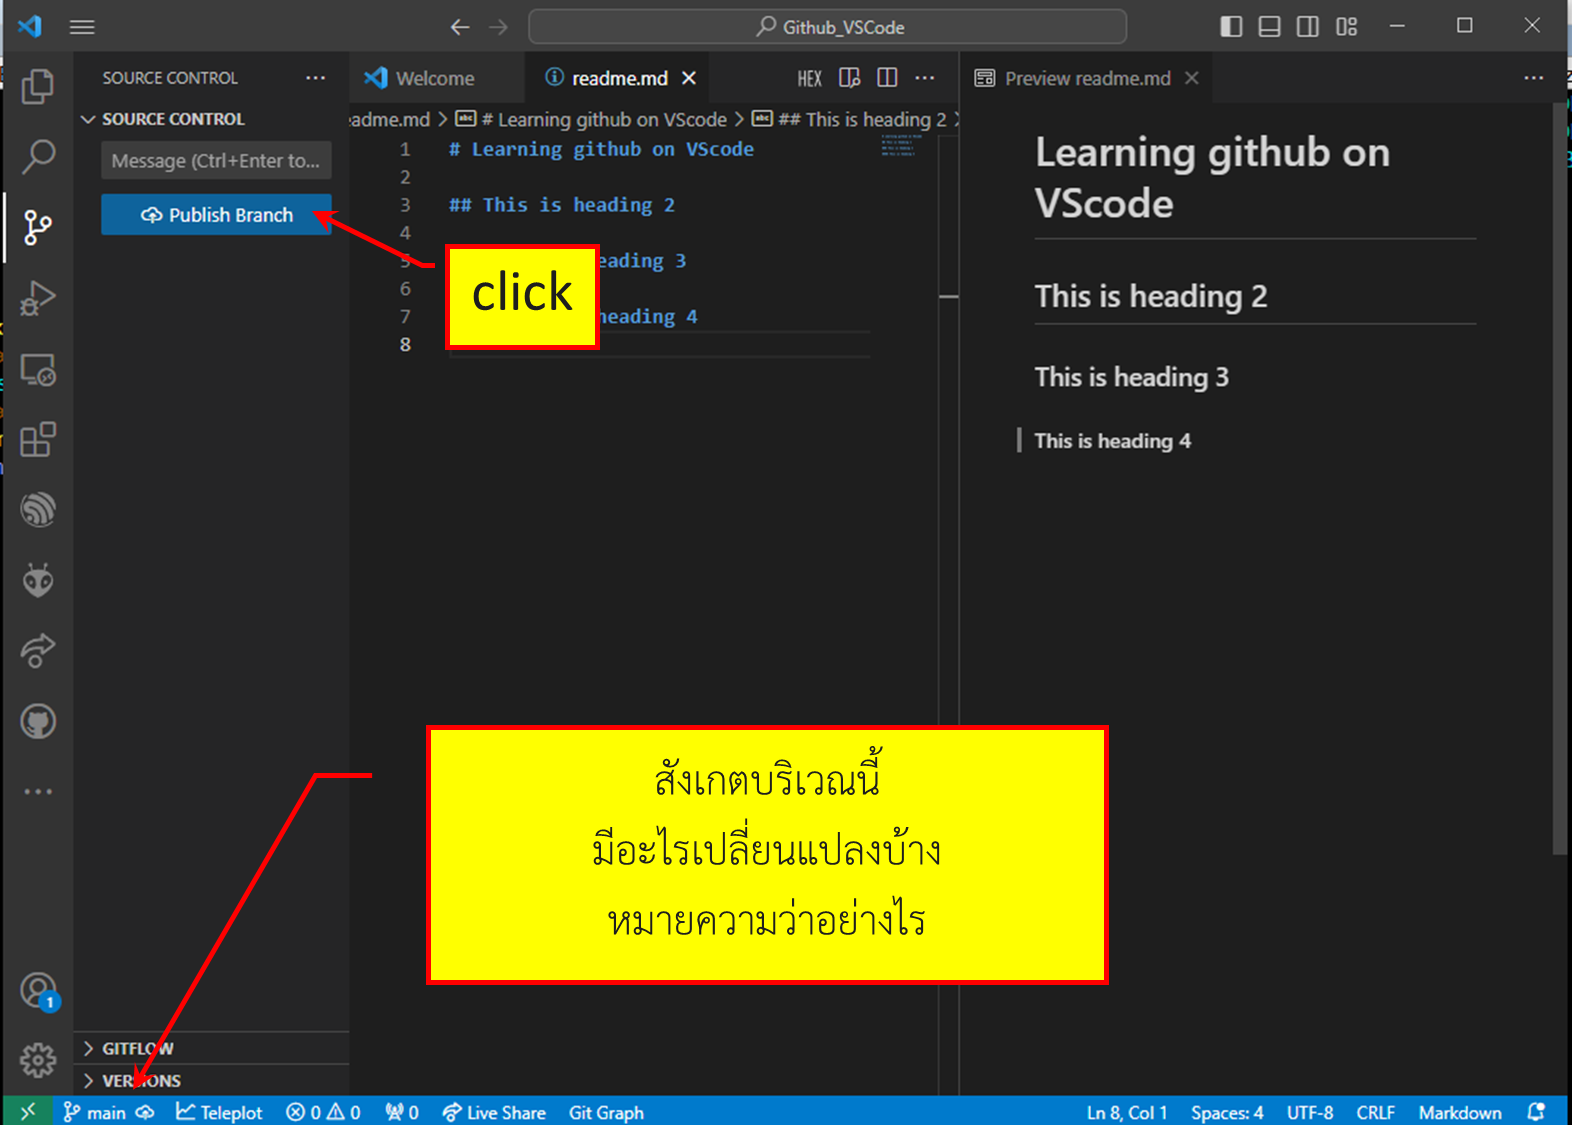 Github_VSCode
SOURCE CONTROL
Welcome
readme.md
HEX
Preview readme.md
SOURCE CONTROL
Message (Ctrl+Enter to...
Publish Branch
adme.md > # Learning github on VScode > ## This is heading 2
1 # Learning github on VScode
2
3 ## This is heading 2
4
5 eading 3
6
7 heading 4
8
click
Learning github on
VScode
This is heading 2
This is heading 3
This is heading 4
สังเกตบริเวณนี้
มีอะไรเปลี่ยนแปลงบ้าง
หมายความว่าอย่างไร
1
GITFLOW
VERSIONS
main Teleplot 0 0 0 Live Share Git Graph Ln 8, Col 1 Spaces: 4 UTF-8 CRLF Markdown